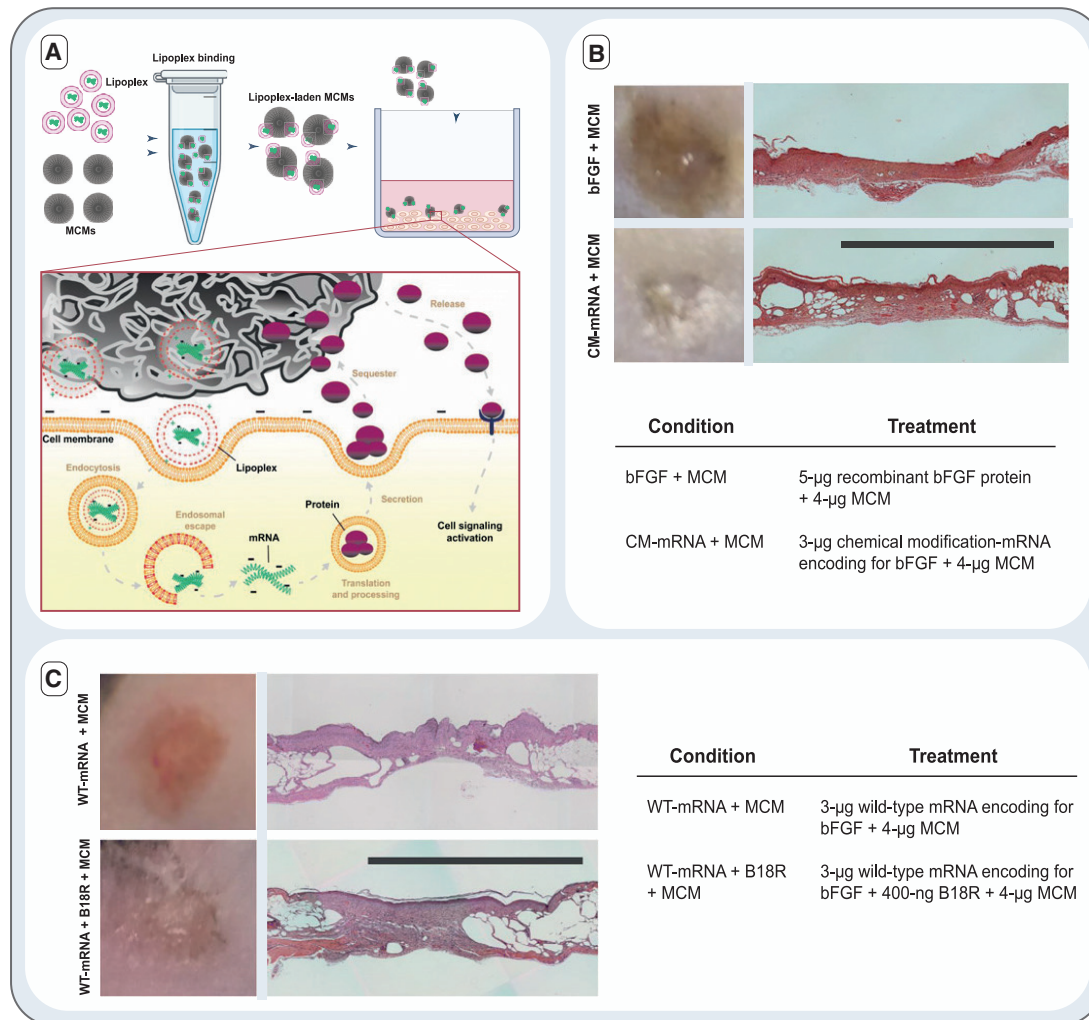 A
Lipoplex binding
Lipoplex
Lipoplex-laden MCMs
MCMs
Release
Sequester
Cell membrane
Lipoplex
Endocytosis
Secretion
Endosomal
escape
Protein
mRNA
Cell signaling
activation
Translation
and processing
B
bFGF + MCM
CM-mRNA + MCM
Condition Treatment
bFGF + MCM 5-µg recombinant bFGF protein
+ 4-µg MCM
CM-mRNA + MCM 3-µg chemical modification-mRNA
encoding for bFGF + 4-µg MCM
C
WT-mRNA + MCM
WT-mRNA + B18R + MCM
Condition Treatment
WT-mRNA + MCM 3-µg wild-type mRNA encoding for
bFGF + 4-µg MCM
WT-mRNA + B18R 3-µg wild-type mRNA encoding for
+ MCM bFGF + 400-ng B18R + 4-µg MCM